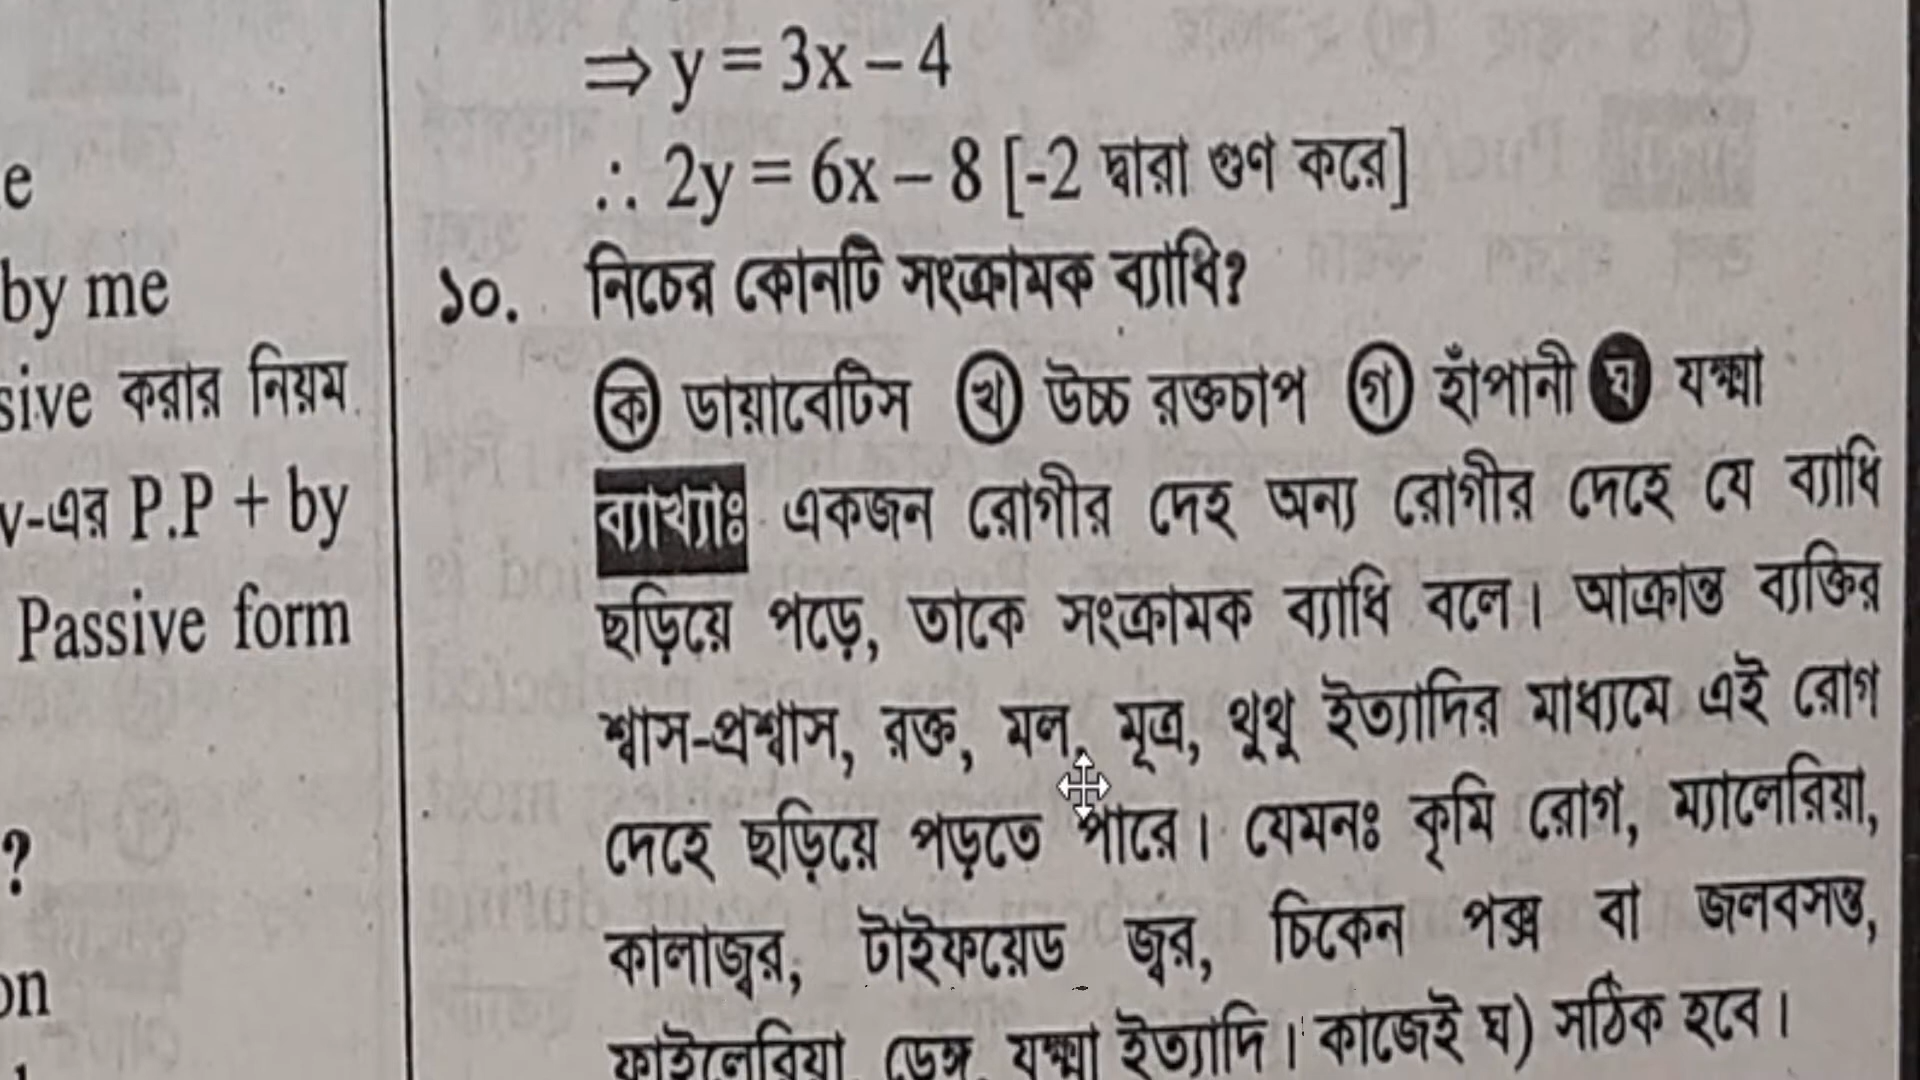 e
by me
sive করার নিয়ম
v-এর P.P + by
Passive form
?
on
⇒ y = 3x – 4
∴ 2y = 6x – 8 [-2 দ্বারা গুণ করে]
১০. নিচের কোনটি সংক্রামক ব্যাধি?
ক ডায়াবেটিস খ উচ্চ রক্তচাপ গ হাঁপানী ঘ যক্ষ্মা
ব্যাখ্যাঃ একজন রোগীর দেহ অন্য রোগীর দেহে যে ব্যাধি
ছড়িয়ে পড়ে, তাকে সংক্রামক ব্যাধি বলে। আক্রান্ত ব্যক্তির
শ্বাস-প্রশ্বাস, রক্ত, মল, মূত্র, থুথু ইত্যাদির মাধ্যমে এই রোগ
দেহে ছড়িয়ে পড়তে পারে। যেমনঃ কৃমি রোগ, ম্যালেরিয়া,
কালাজ্বর, টাইফয়েড জ্বর, চিকেন পক্স বা জলবসন্ত,
ফাইলেরিয়া, ডেঙ্গু, যক্ষ্মা ইত্যাদি। কাজেই ঘ) সঠিক হবে।